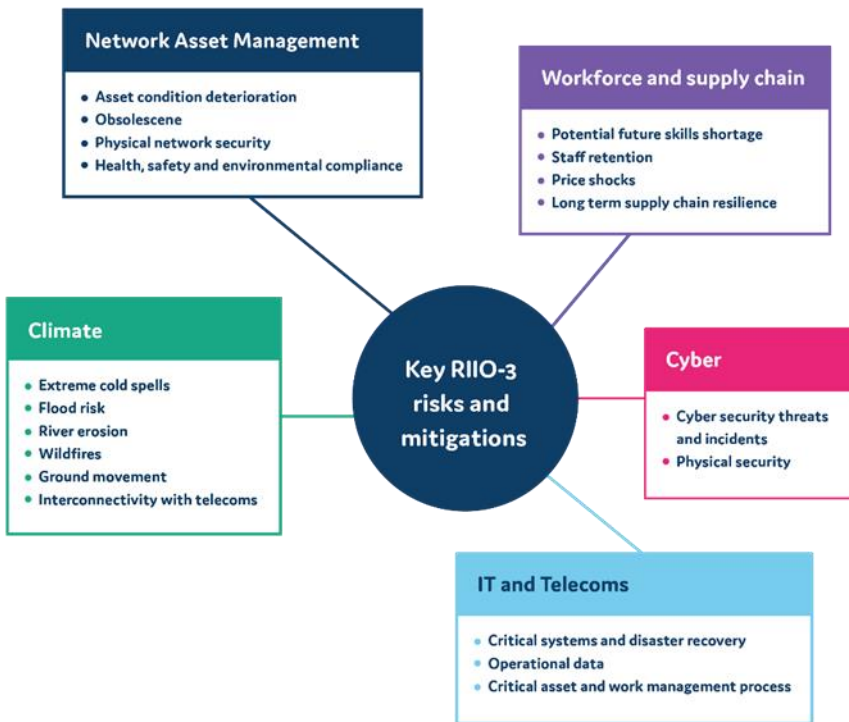 Network Asset Management
Asset condition deterioration
Obsolescene
Physical network security
Health, safety and environmental compliance
Workforce and supply chain
Potential future skills shortage
Staff retention
Price shocks
Long term supply chain resilience
Climate
Extreme cold spells
Flood risk
River erosion
Wildfires
Ground movement
Interconnectivity with telecoms
Key RIIO-3
risks and
mitigations
Cyber
Cyber security threats
and incidents
Physical security
IT and Telecoms
Critical systems and disaster recovery
Operational data
Critical asset and work management process